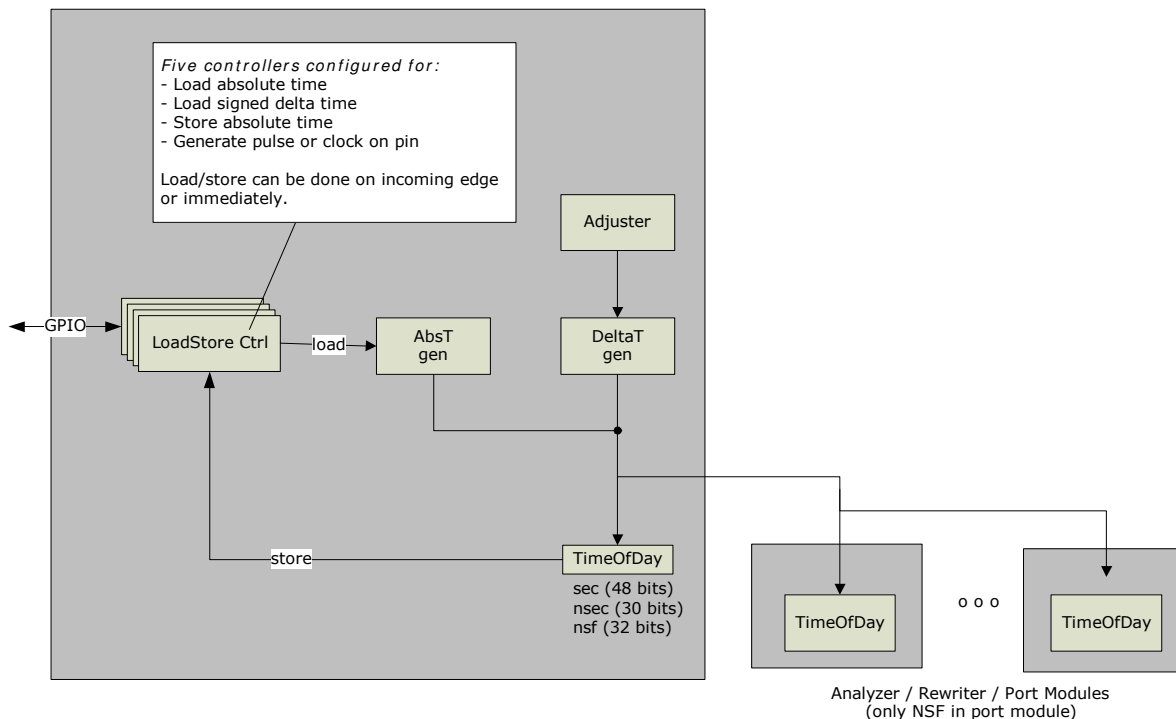 Five controllers configured for:
- Load absolute time
- Load signed delta time
- Store absolute time
- Generate pulse or clock on pin
Load/store can be done on incoming edge
or immediately.
Adjuster
GPIO
LoadStore Ctrl
load
AbsT
gen
DeltaT
gen
store
TimeOfDay
sec (48 bits)
nsec (30 bits)
nsf (32 bits)
TimeOfDay
o o o
TimeOfDay
Analyzer / Rewriter / Port Modules
(only NSF in port module)